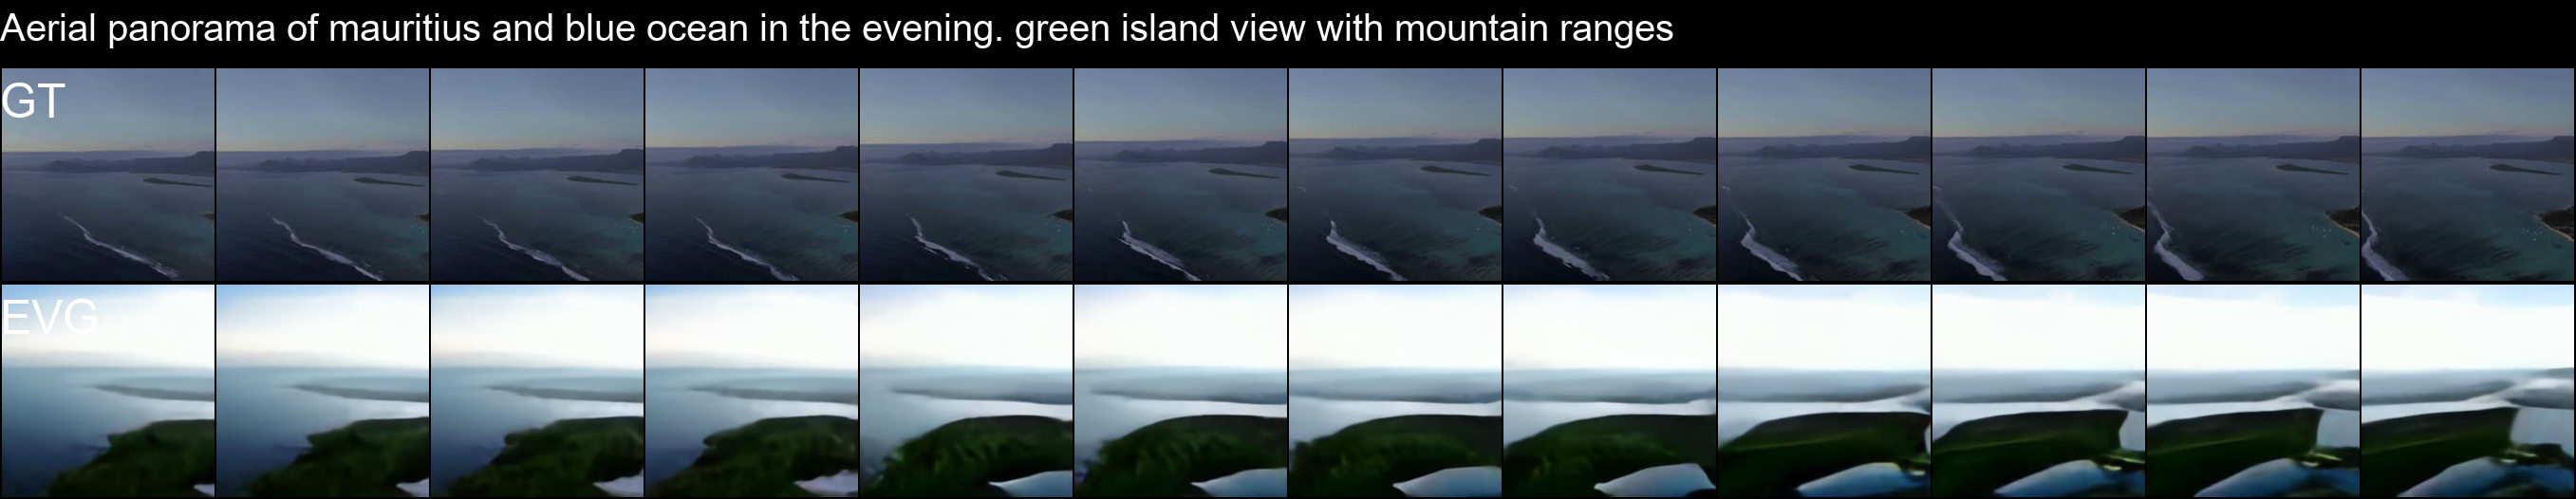 Aerial panorama of mauritius and blue ocean in the evening. green island view with mountain ranges
GT
EVG